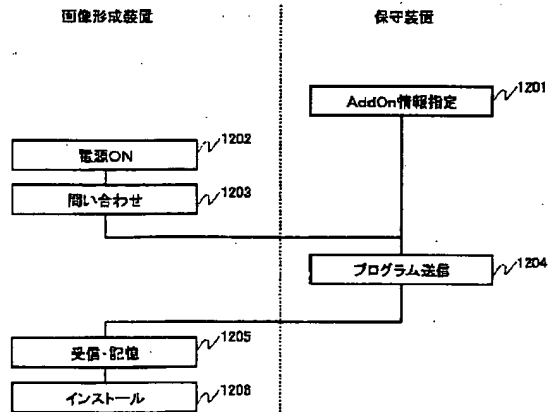 画像形成装置
保守装置
AddOn情報指定
1201
電源ON
1202
問い合わせ
1203
プログラム送信
1204
受信・記憶
1205
インストール
1206